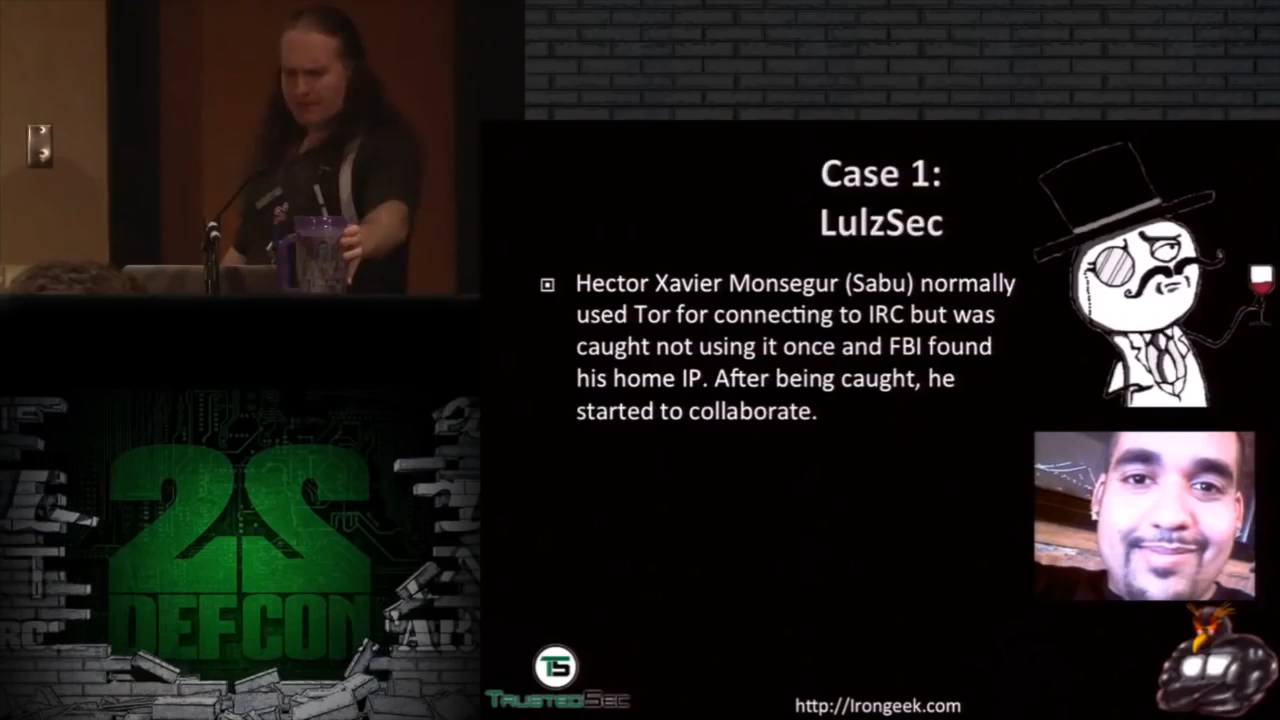 Case 1:
LulzSec
Hector Xavier Monsegur (Sabu) normally
used Tor for connecting to IRC but was
caught not using it once and FBI found
his home IP. After being caught, he
started to collaborate.
22
DEFCON
TS
TRUSTEDSEC
http://Irongeek.com